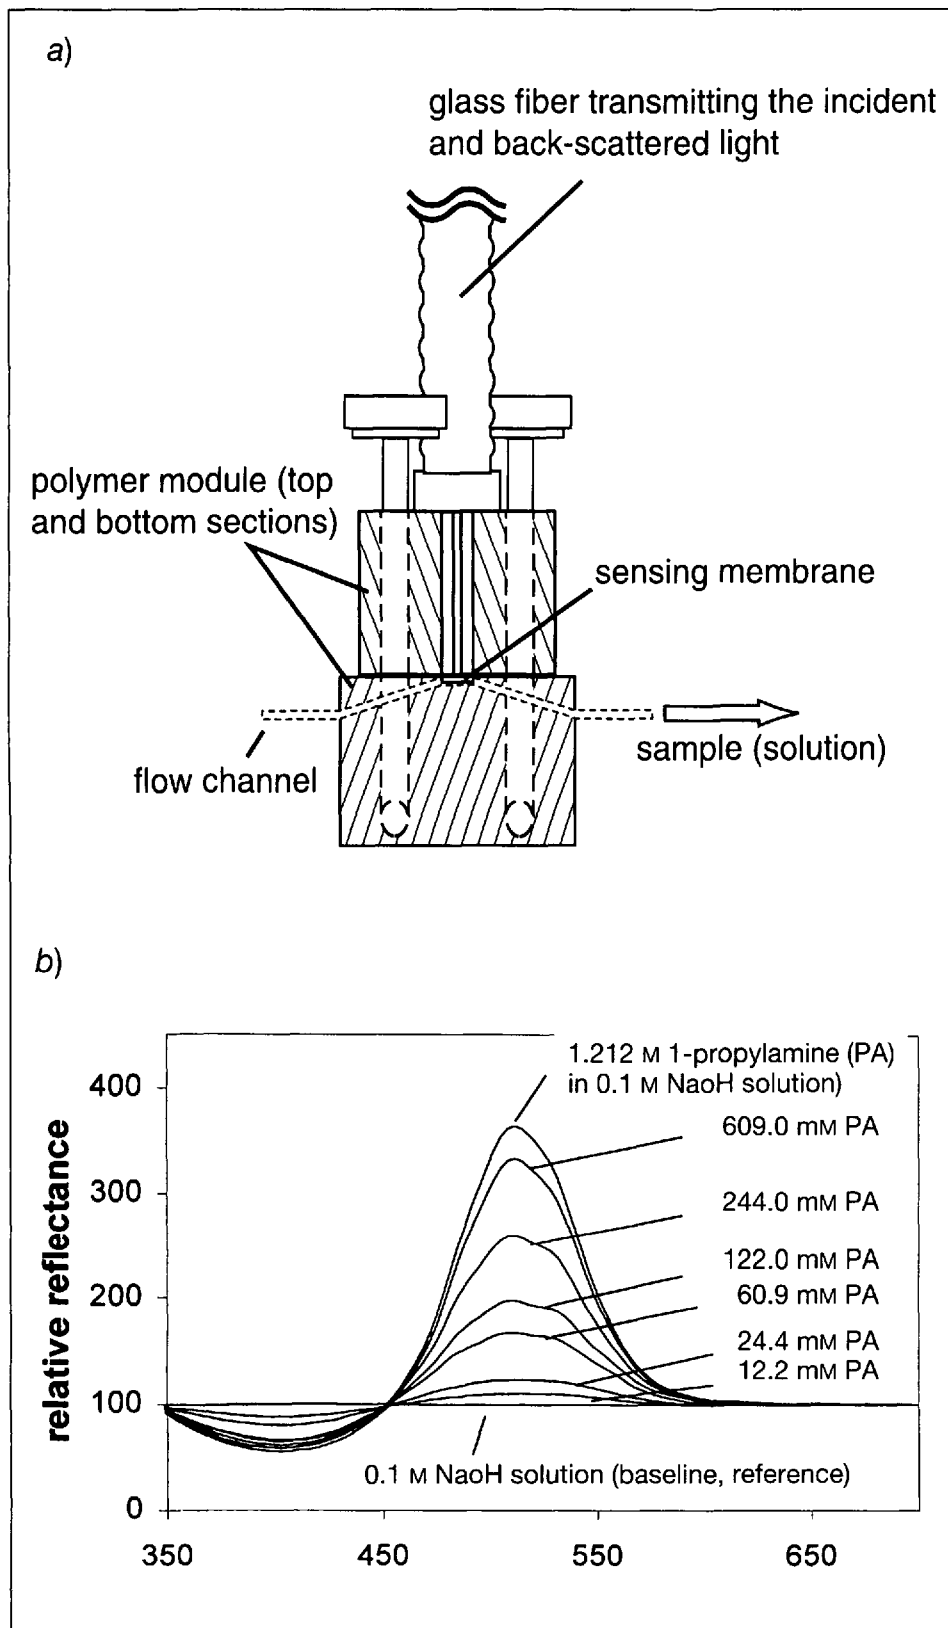 a)
glass fiber transmitting the incident
and back-scattered light
polymer module (top
and bottom sections)
sensing membrane
flow channel
sample (solution)
b)
relative reflectance
400
300
200
100
0
1.212 M 1-propylamine (PA)
in 0.1 M NaoH solution)
609.0 mM PA
244.0 mM PA
122.0 mM PA
60.9 mM PA
24.4 mM PA
12.2 mM PA
0.1 M NaoH solution (baseline, reference)
350
450
550
650